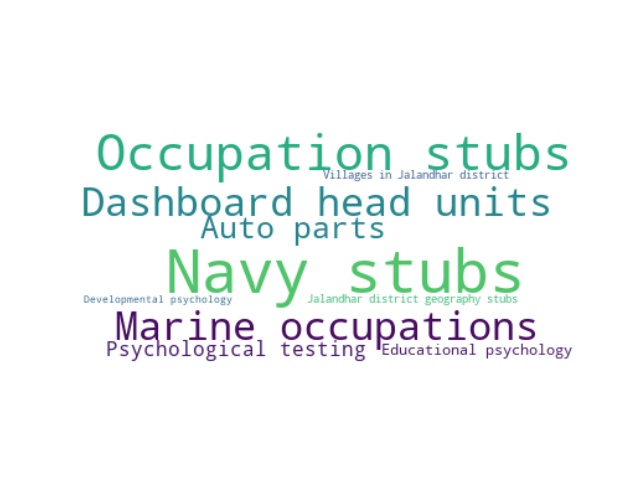 Occupation stubs
Villages in Jalandhar district
Dashboard head units
Auto parts
Navy stubs
Developmental psychology
Jalandhar district geography stubs
Marine occupations
Psychological testing
Educational psychology